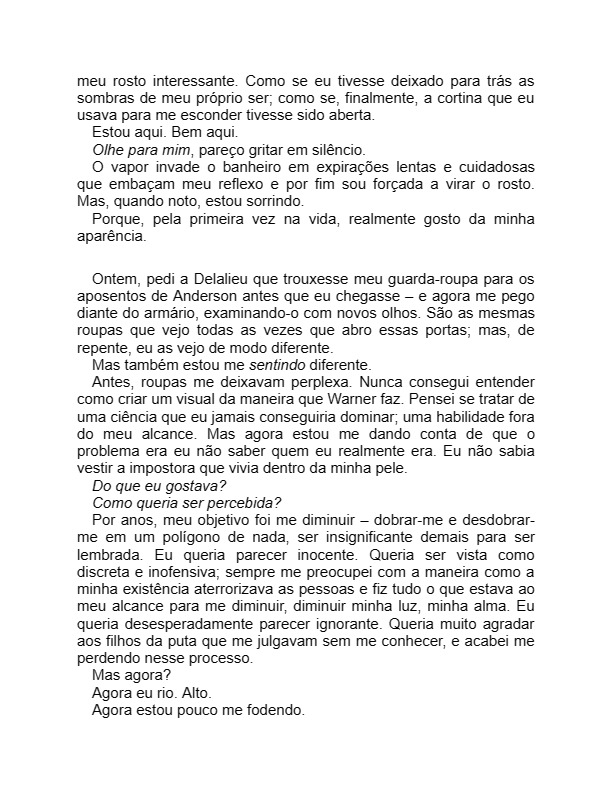 meu rosto interessante. Como se eu tivesse deixado para trás as
sombras de meu próprio ser; como se, finalmente, a cortina que eu
usava para me esconder tivesse sido aberta.
Estou aqui. Bem aqui.
Olhe para mim, pareço gritar em silêncio.
O vapor invade o banheiro em expirações lentas e cuidadosas
que embaçam meu reflexo e por fim sou forçada a virar o rosto.
Mas, quando noto, estou sorrindo.
Porque, pela primeira vez na vida, realmente gosto da minha
aparência.
Ontem, pedi a Delalieu que trouxesse meu guarda-roupa para os
aposentos de Anderson antes que eu chegasse – e agora me pego
diante do armário, examinando-o com novos olhos. São as mesmas
roupas que vejo todas as vezes que abro essas portas; mas, de
repente, eu as vejo de modo diferente.
Mas também estou me sentindo diferente.
Antes, roupas me deixavam perplexa. Nunca consegui entender
como criar um visual da maneira que Warner faz. Pensei se tratar de
uma ciência que eu jamais conseguiria dominar; uma habilidade fora
do meu alcance. Mas agora estou me dando conta de que o
problema era eu não saber quem eu realmente era. Eu não sabia
vestir a impostora que vivia dentro da minha pele.
Do que eu gostava?
Como queria ser percebida?
Por anos, meu objetivo foi me diminuir – dobrar-me e desdobrar-
me em um polígono de nada, ser insignificante demais para ser
lembrada. Eu queria parecer inocente. Queria ser vista como
discreta e inofensiva; sempre me preocupei com a maneira como a
minha existência aterrorizava as pessoas e fiz tudo o que estava ao
meu alcance para me diminuir, diminuir minha luz, minha alma. Eu
queria desesperadamente parecer ignorante. Queria muito agradar
aos filhos da puta que me julgavam sem me conhecer, e acabei me
perdendo nesse processo.
Mas agora?
Agora eu rio. Alto.
Agora estou pouco me fodendo.